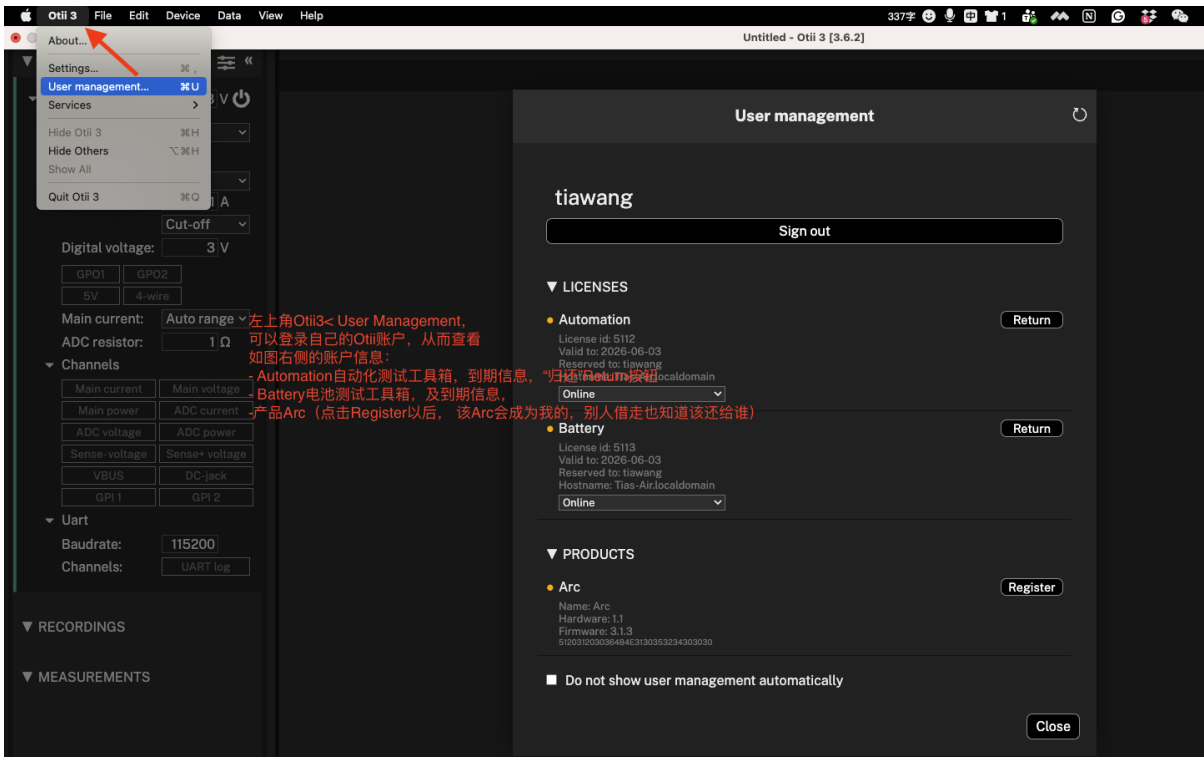 Otii 3 File Edit Device Data View Help
337字 中 1
Untitled - Otii 3 [3.6.2]
About...
Settings... ⌘ ,
User management... ⌘ U
Services
Hide Otii 3 ⌘H
Hide Others ⌥⌘H
Show All
Quit Otii 3 ⌘Q
V
A
Cut-off
Digital voltage: 3 V
GPO1 GPO2
5V 4-wire
Main current: Auto range
ADC resistor: 1 Ω
Channels
Main current Main voltage
Main power ADC current
ADC voltage ADC power
Sense-voltage Sense+ voltage
VBUS DC-jack
GPI 1 GPI 2
Uart
Baudrate: 115200
Channels: UART log
RECORDINGS
MEASUREMENTS
左上角Otii3< User Management,
可以登录自己的Otii账户，从而查看
如图右侧的账户信息：
- Automation自动化测试工具箱，到期信息，“归还”Return按钮
- Battery电池测试工具箱，及到期信息，
-产品Arc（点击Register以后， 该Arc会成为我的，别人借走也知道该还给谁）
User management
tiawang
Sign out
LICENSES
Automation Return
License id: 5112
Valid to: 2026-06-03
Reserved to: tiawang
localdomain
Online
Battery Return
License id: 5113
Valid to: 2026-06-03
Reserved to: tiawang
Hostname: Tias-Air.localdomain
Online
PRODUCTS
Arc Register
Name: Arc
Hardware: 1.1
Firmware: 3.1.3
512031203036484E3130353234303030
Do not show user management automatically
Close